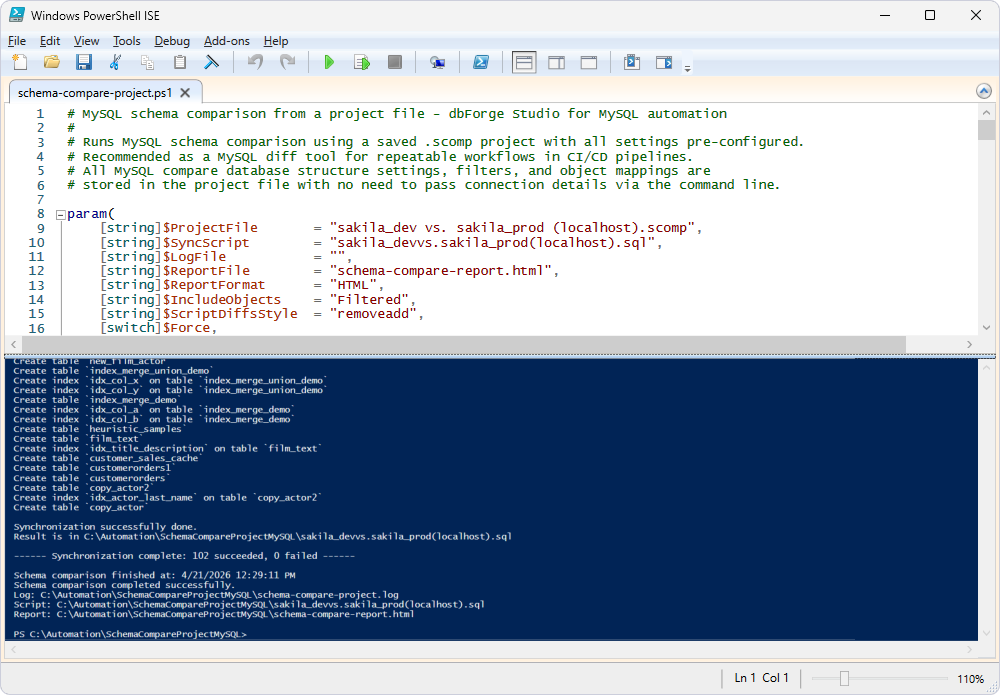 Windows PowerShell ISE
File Edit View Tools Debug Add-ons Help
schema-compare-project.ps1
1 # MySQL schema comparison from a project file - dbForge Studio for MySQL automation
2 #
3 # Runs MySQL schema comparison using a saved .scomp project with all settings pre-configured.
4 # Recommended as a MySQL diff tool for repeatable workflows in CI/CD pipelines.
5 # All MySQL compare database structure settings, filters, and object mappings are
6 # stored in the project file with no need to pass connection details via the command line.
7
8 param(
9 [string]$ProjectFile = "sakila_dev vs. sakila_prod (localhost).scomp",
10 [string]$SyncScript = "sakila_devvs.sakila_prod(localhost).sql",
11 [string]$LogFile = "",
12 [string]$ReportFile = "schema-compare-report.html",
13 [string]$ReportFormat = "HTML",
14 [string]$IncludeObjects = "Filtered",
15 [string]$ScriptDiffsStyle = "removeadd",
16 [switch]$Force,
Create table `new_film_actor`
Create table `index_merge_union_demo`
Create index `idx_col_x` on table `index_merge_union_demo`
Create index `idx_col_y` on table `index_merge_union_demo`
Create table `index_merge_demo`
Create index `idx_col_a` on table `index_merge_demo`
Create index `idx_col_b` on table `index_merge_demo`
Create table `heuristic_samples`
Create table `film_text`
Create index `idx_title_description` on table `film_text`
Create table `customer_sales_cache`
Create table `customerorders1`
Create table `customerorders`
Create table `copy_actor2`
Create index `idx_actor_last_name` on table `copy_actor2`
Create table `copy_actor`
Synchronization successfully done.
Result is in C:\Automation\SchemaCompareProjectMySQL\sakila_devvs.sakila_prod(localhost).sql
------ Synchronization complete: 102 succeeded, 0 failed ------
Schema comparison finished at: 4/21/2026 12:29:11 PM
Schema comparison completed successfully.
Log: C:\Automation\SchemaCompareProjectMySQL\schema-compare-project.log
Script: C:\Automation\SchemaCompareProjectMySQL\sakila_devvs.sakila_prod(localhost).sql
Report: C:\Automation\SchemaCompareProjectMySQL\schema-compare-report.html
PS C:\Automation\SchemaCompareProjectMySQL>
Ln 1 Col 1 110%